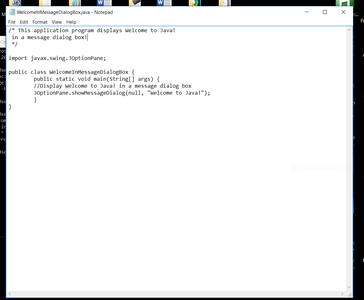 WelcomeInMessageDialogBox.java - Notepad
File Edit Format View Help
/* This application program displays Welcome to Java!
in a message dialog box!
*/
import javax.swing.JOptionPane;
public class WelcomeInMessageDialogBox {
public static void main(String[] args) {
//Display Welcome to Java! in a message dialog box
JOptionPane.showMessageDialog(null, "Welcome to Java!");
}
}